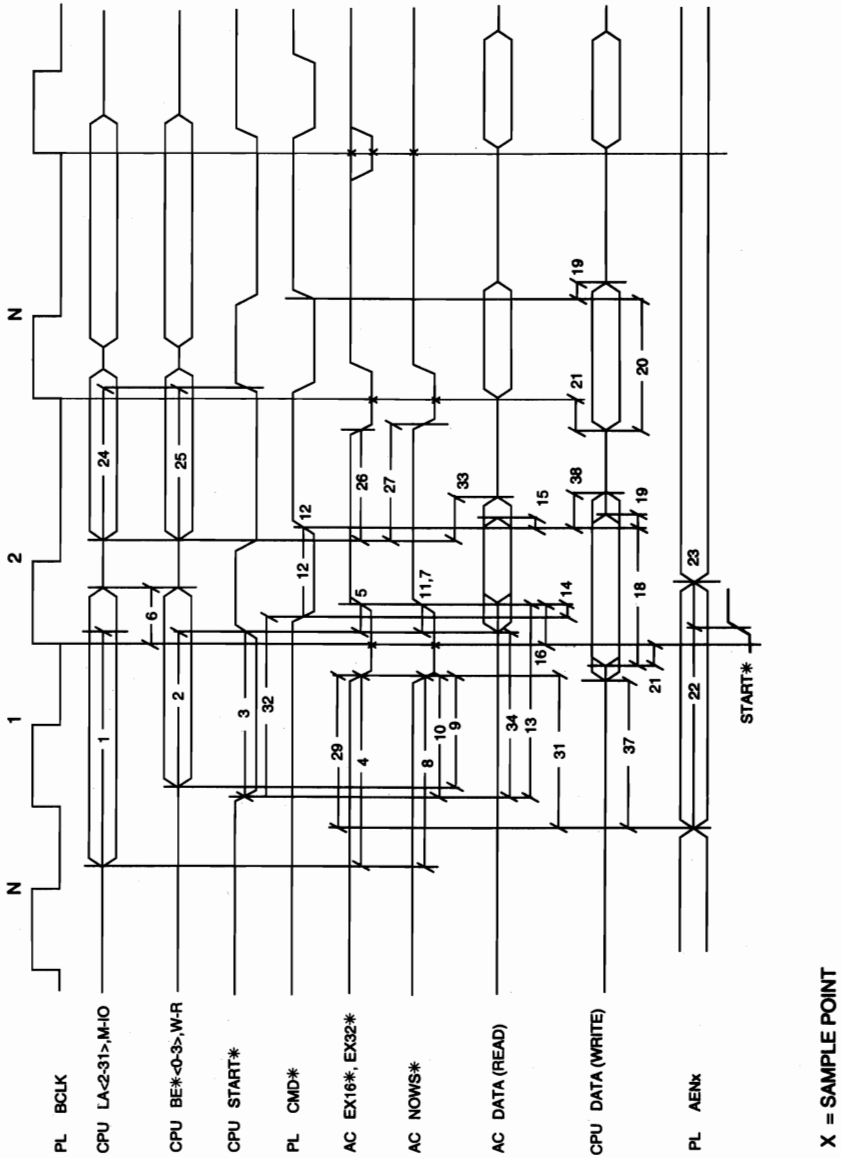 N 1 2 N
PL BCLK
CPU LA<2-31>,M-IO
1 24
6
CPU BE*<0-3>,W-R
2 25
CPU START*
3
32
PL CMD*
12 12
29
AC EX16*, EX32*
4 5 26
27
AC NOWS*
8 11,7
10
9 33
AC DATA (READ)
34
13 15
16
31 14
38 21 19
CPU DATA (WRITE)
37 18 19 20
21
PL AENx
22 23
START*
X = SAMPLE POINT